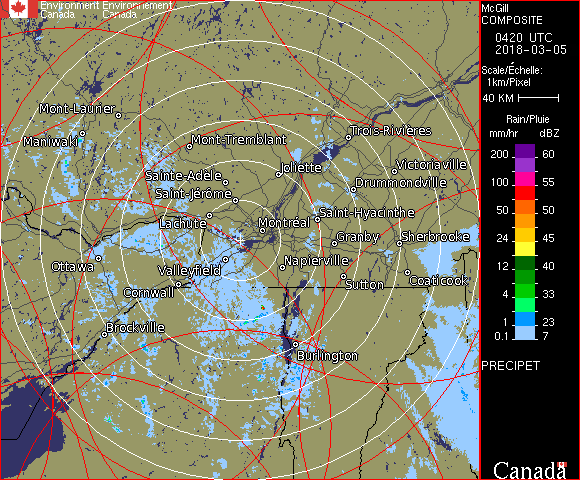 Environment Environnement
Canada Canada
McGill
COMPOSITE
0420 UTC
2018-03-05
Scale/Échelle:
1km/Pixel
40 KM
Rain/Pluie
mm/hr dBZ
200 60
100 55
50 50
24 45
12 40
4 33
1 23
0.1 7
PRECIPET
Canada
Mont-Laurier
Maniwaki
Mont-Tremblant
Trois-Rivières
Sainte-Adèle
Joliette
Victoriaville
Saint-Jérôme
Drummondville
Lachute
Saint-Hyacinthe
Montréal
Granby
Sherbrooke
Ottawa
Valleyfield
Napierville
Cornwall
Sutton
Coaticook
Brockville
Burlington